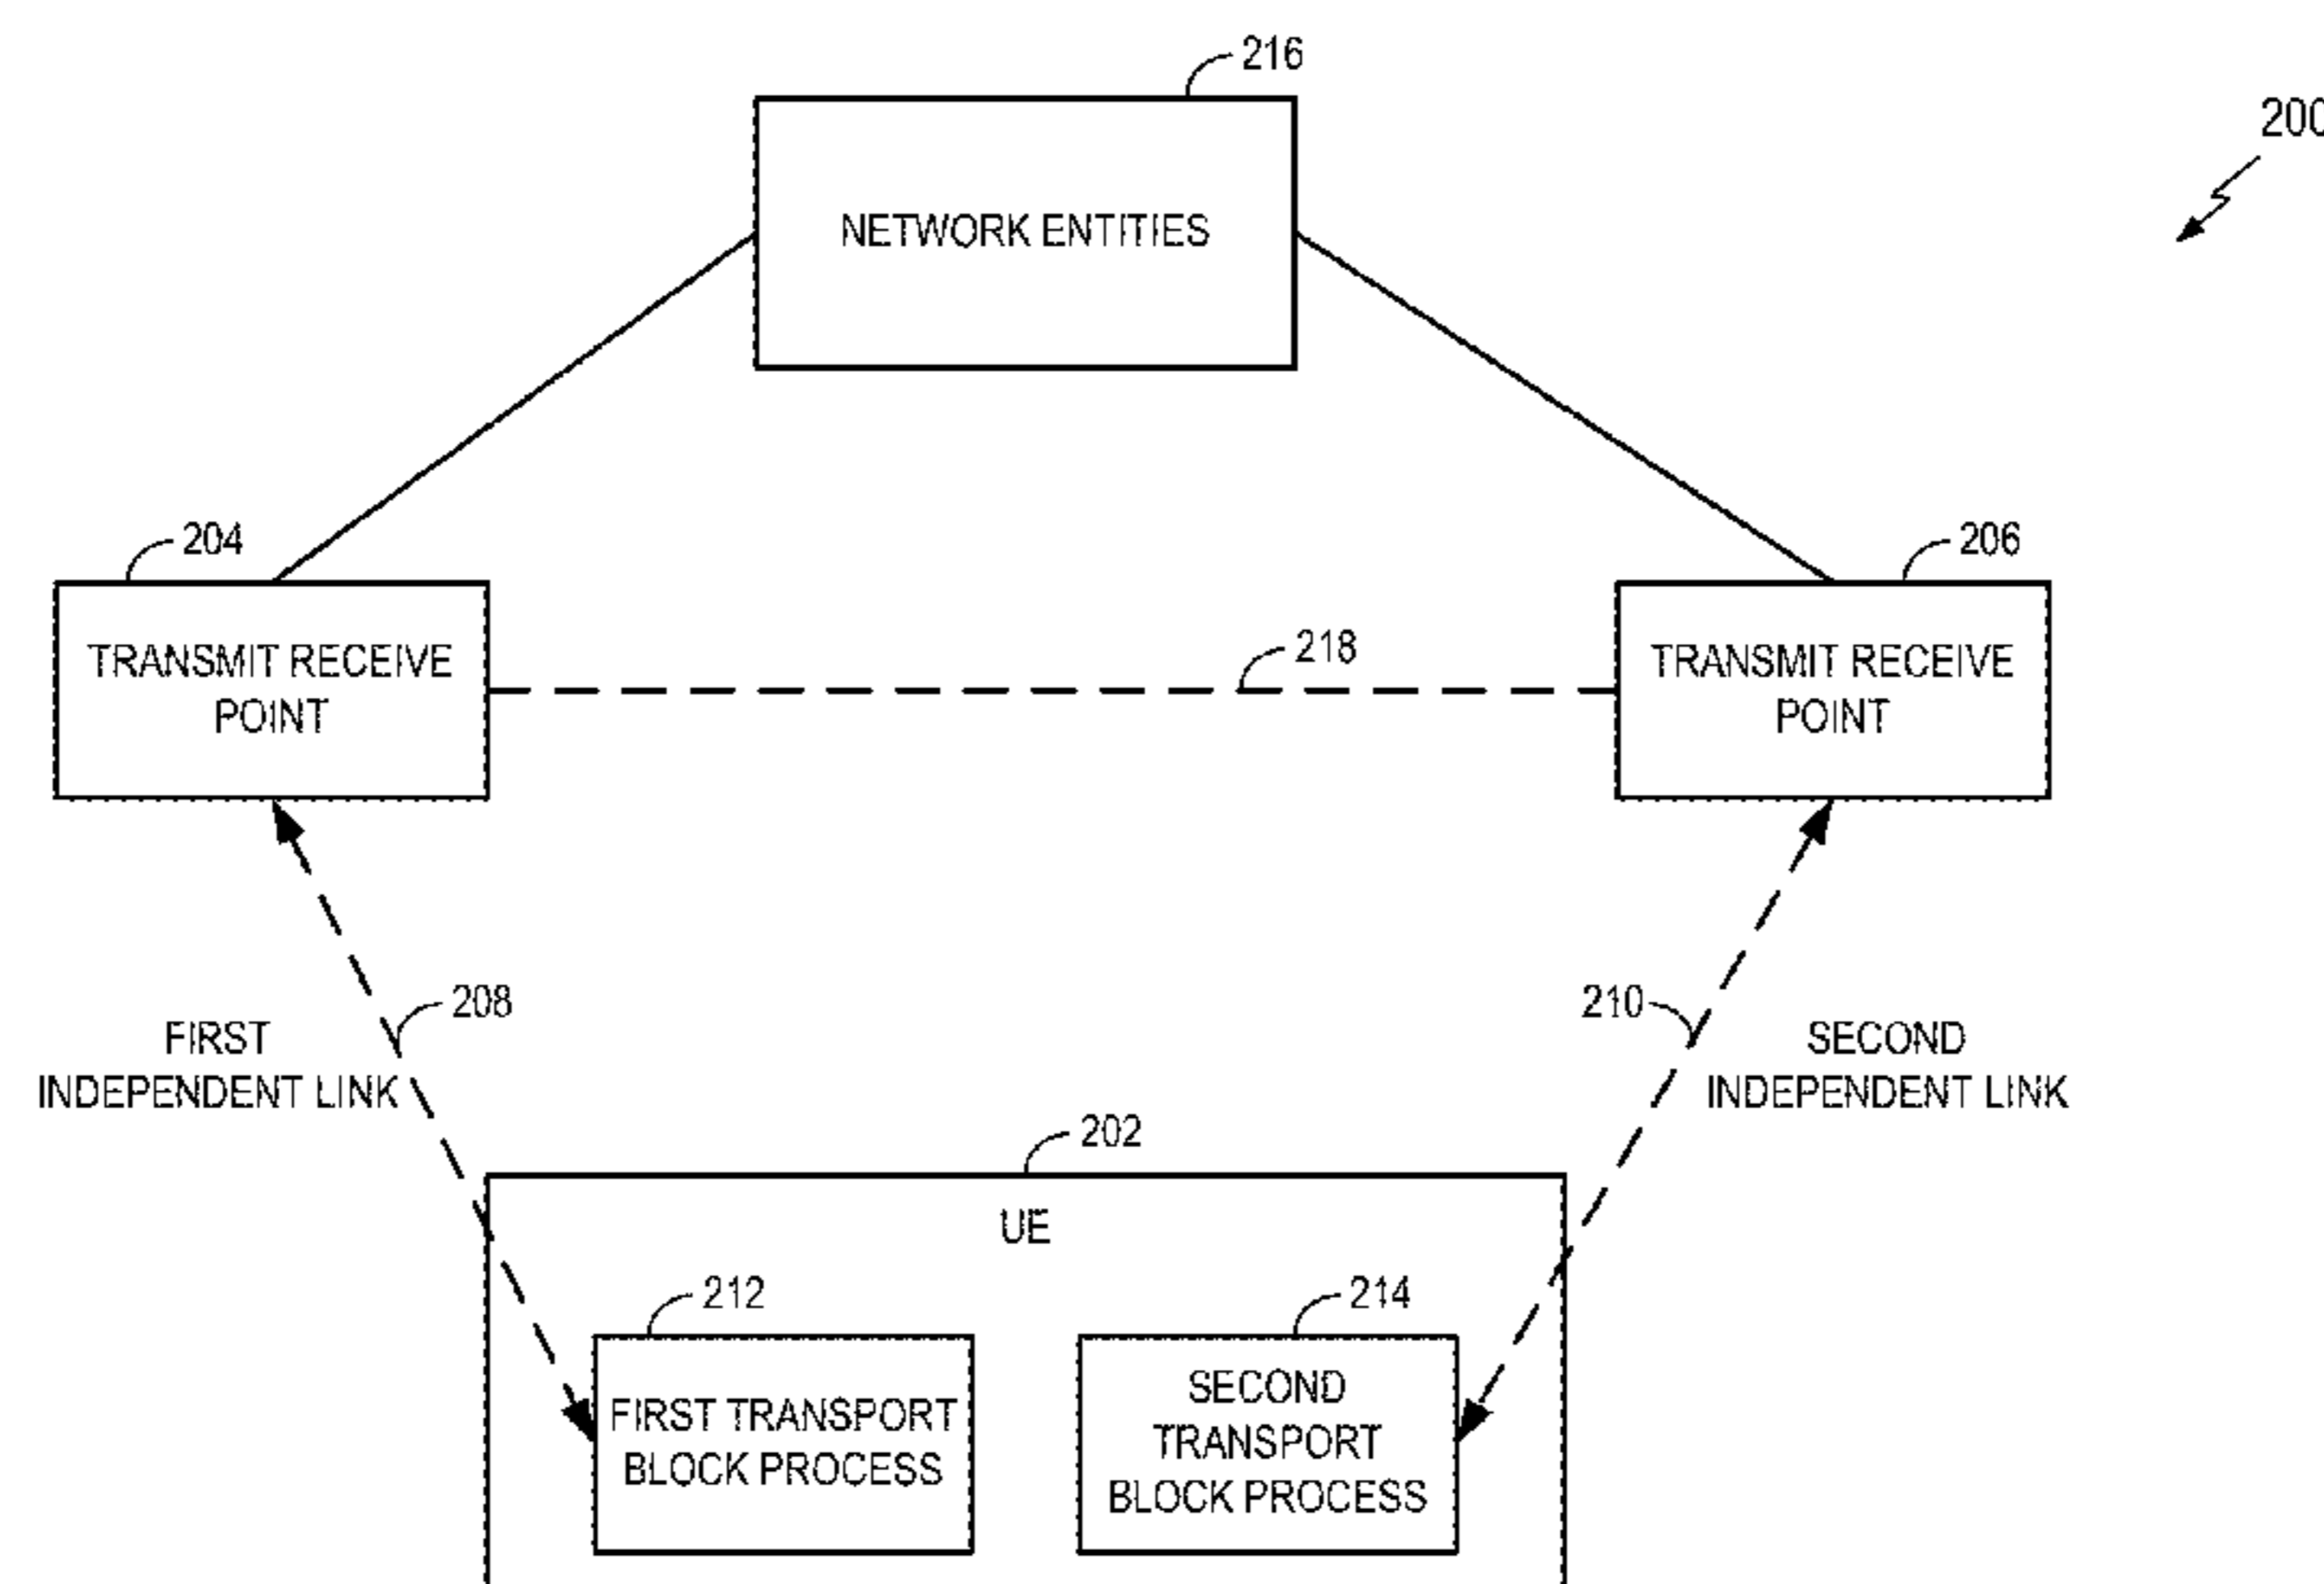 216
200
NETWORK ENTITIES
204
206
TRANSMIT RECEIVE
POINT
218
TRANSMIT RECEIVE
POINT
208
210
FIRST
INDEPENDENT LINK
SECOND
INDEPENDENT LINK
202
UE
212
214
FIRST TRANSPORT
BLOCK PROCESS
SECOND
TRANSPORT
BLOCK PROCESS